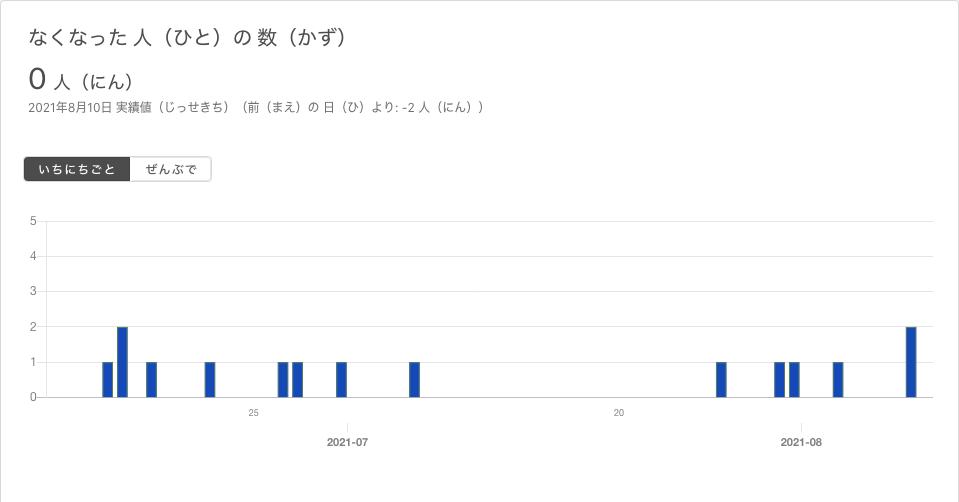 なくなった 人（ひと）の 数（かず）
0 人（にん）
2021年8月10日 実績値（じっせきち）（前（まえ）の 日（ひ）より: -2 人（にん））
いちにちごと ぜんぶで
5
4
3
2
1
0
25 20
2021-07 2021-08